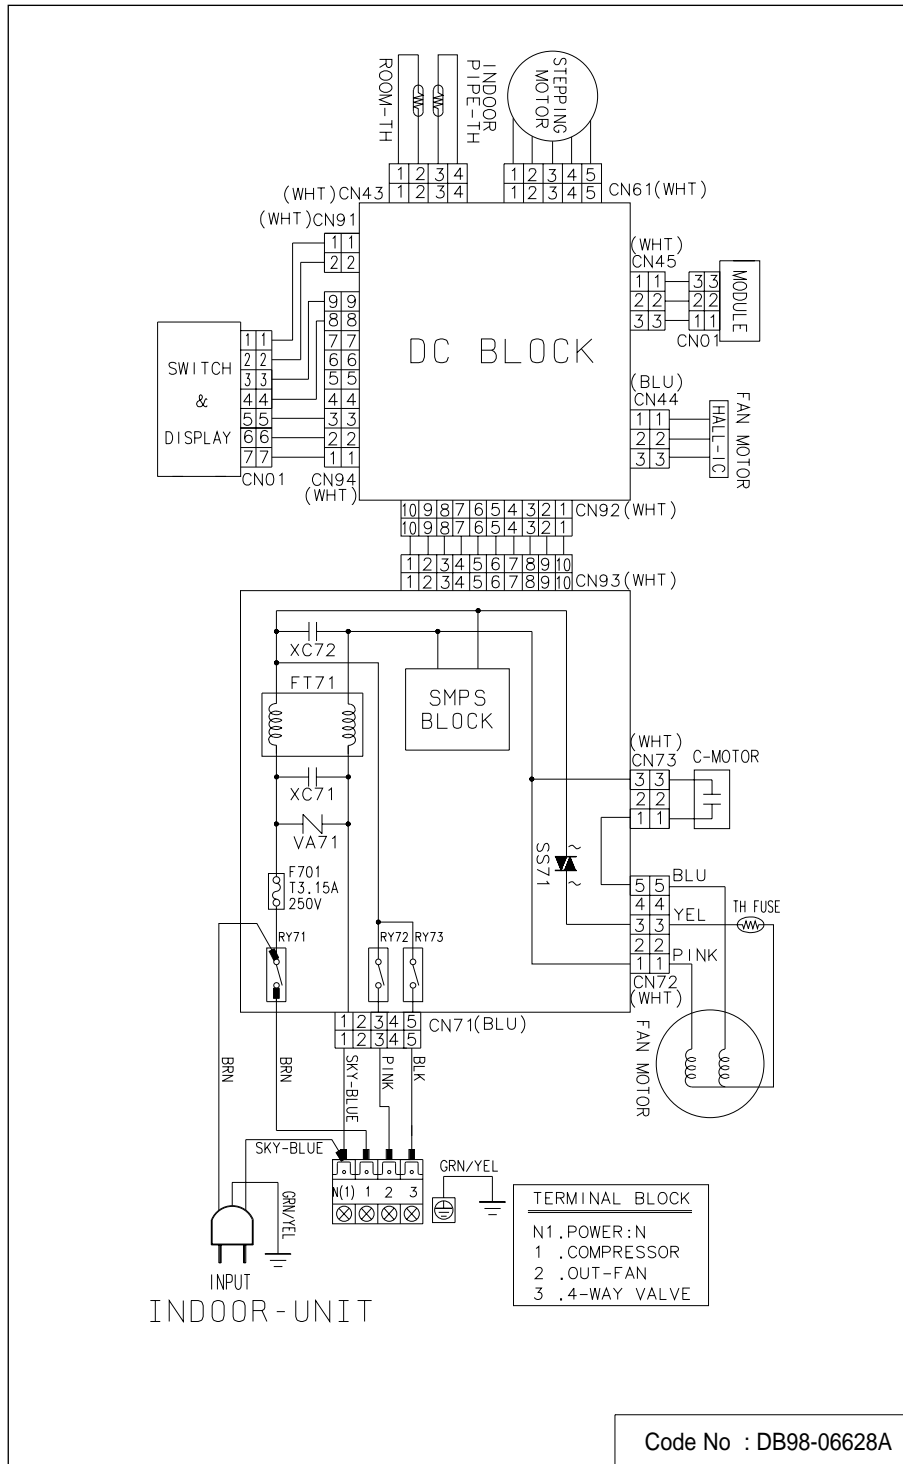 ROOM-TH
INDOOR
PIPE-TH
STEPPING
MOTOR
1 2 3 4
1 2 3 4
(WHT) CN43
1 2 3 4 5
1 2 3 4 5
CN61(WHT)
(WHT)CN91
1 1
2 2
9 9
8 8
7 7
6 6
5 5
4 4
3 3
2 2
1 1
CN94
(WHT)
SWITCH
&
DISPLAY
1 1
2 2
3 3
4 4
5 5
6 6
7 7
CN01
DC BLOCK
(WHT)
CN45
1 1
2 2
3 3
3 3
2 2
1 1
CN01
MODULE
(BLU)
CN44
1 1
2 2
3 3
HALL-IC
FAN MOTOR
10 9 8 7 6 5 4 3 2 1
10 9 8 7 6 5 4 3 2 1
CN92(WHT)
1 2 3 4 5 6 7 8 9 10
1 2 3 4 5 6 7 8 9 10
CN93(WHT)
XC72
FT71
SMPS
BLOCK
XC71
VA71
F701
T3.15A
250V
RY71
RY72
RY73
SS71
~
~
(WHT)
CN73
3 3
2 2
1 1
C-MOTOR
5 5
4 4
3 3
2 2
1 1
BLU
YEL
PINK
TH FUSE
CN72
(WHT)
FAN MOTOR
1 2 3 4 5
1 2 3 4 5
CN71(BLU)
BRN
BRN
SKY-BLUE
PINK
BLK
SKY-BLUE
GRN/YEL
N(1) 1 2 3
GRN/YEL
INPUT
INDOOR-UNIT
TERMINAL BLOCK
N1.POWER:N
1 .COMPRESSOR
2 .OUT-FAN
3 .4-WAY VALVE
Code No : DB98-06628A